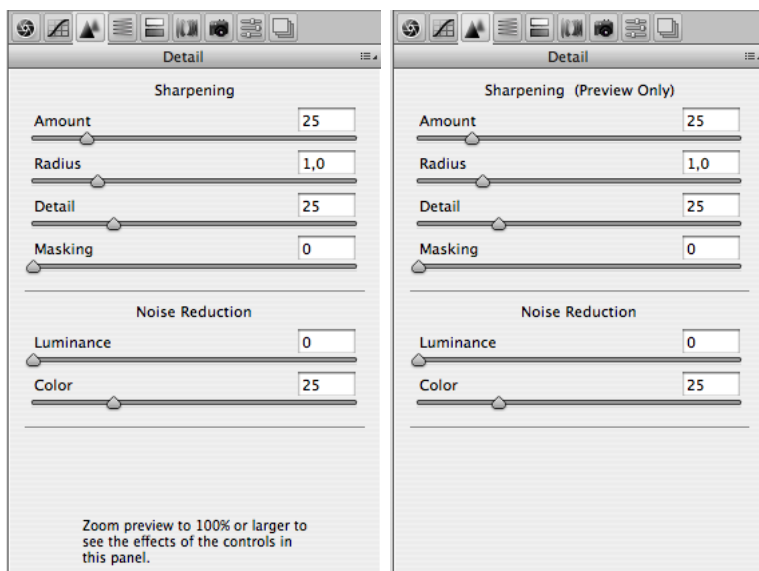 Detail
Sharpening
Amount 25
Radius 1,0
Detail 25
Masking 0
Noise Reduction
Luminance 0
Color 25
Zoom preview to 100% or larger to
see the effects of the controls in
this panel.
Detail
Sharpening (Preview Only)
Amount 25
Radius 1,0
Detail 25
Masking 0
Noise Reduction
Luminance 0
Color 25